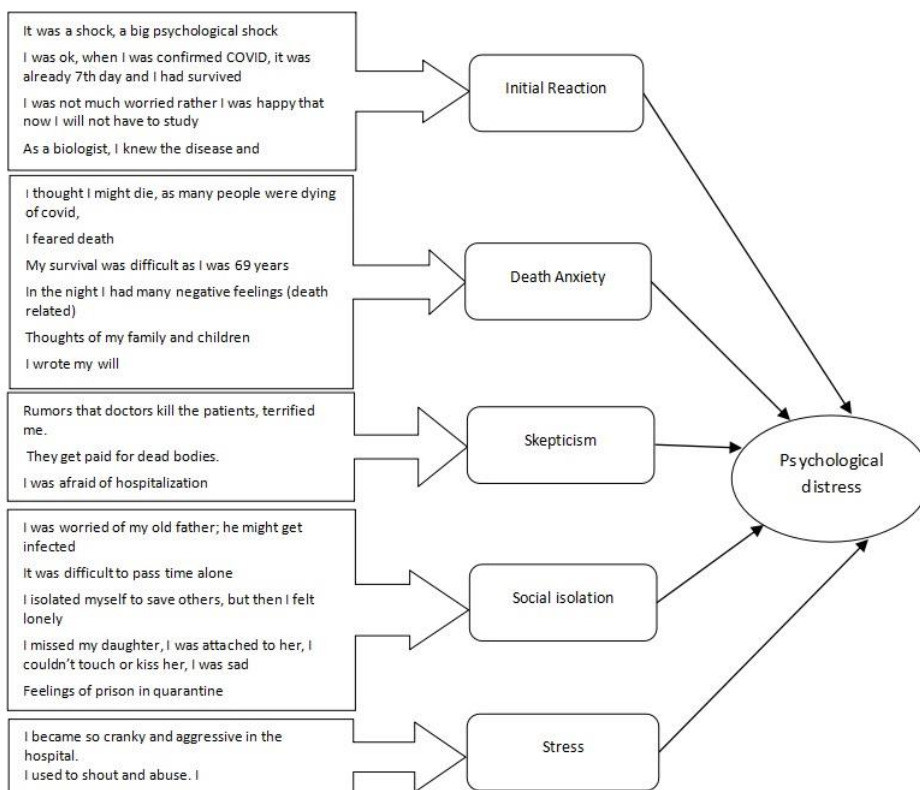 It was a shock, a big psychological shock
I was ok, when I was confirmed COVID, it was
already 7th day and I had survived
I was not much worried rather I was happy that
now I will not have to study
As a biologist, I knew the disease and
Initial Reaction
I thought I might die, as many people were dying
of covid,
I feared death
My survival was difficult as I was 69 years
In the night I had many negative feelings (death
related)
Thoughts of my family and children
I wrote my will
Death Anxiety
Rumors that doctors kill the patients, terrified
me.
They get paid for dead bodies.
I was afraid of hospitalization
Skepticism
Psychological
distress
I was worried of my old father; he might get
infected
It was difficult to pass time alone
I isolated myself to save others, but then I felt
lonely
I missed my daughter, I was attached to her, I
couldn't touch or kiss her, I was sad
Feelings of prison in quarantine
Social isolation
I became so cranky and aggressive in the
hospital.
I used to shout and abuse. I
Stress